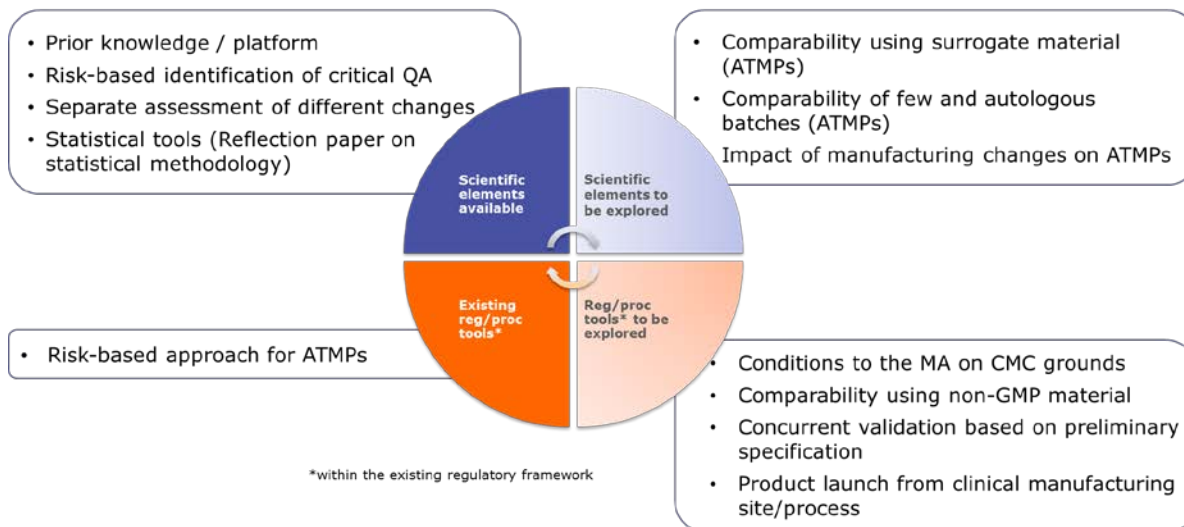 • Prior knowledge / platform
• Risk-based identification of critical QA
• Separate assessment of different changes
• Statistical tools (Reflection paper on
statistical methodology)
• Comparability using surrogate material
(ATMPs)
• Comparability of few and autologous
batches (ATMPs)
Impact of manufacturing changes on ATMPs
Scientific
elements
available
Scientific
elements to
be explored
Existing
reg/proc
tools*
Reg/proc
tools* to be
explored
• Risk-based approach for ATMPs
• Conditions to the MA on CMC grounds
• Comparability using non-GMP material
• Concurrent validation based on preliminary
specification
• Product launch from clinical manufacturing
site/process
*within the existing regulatory framework